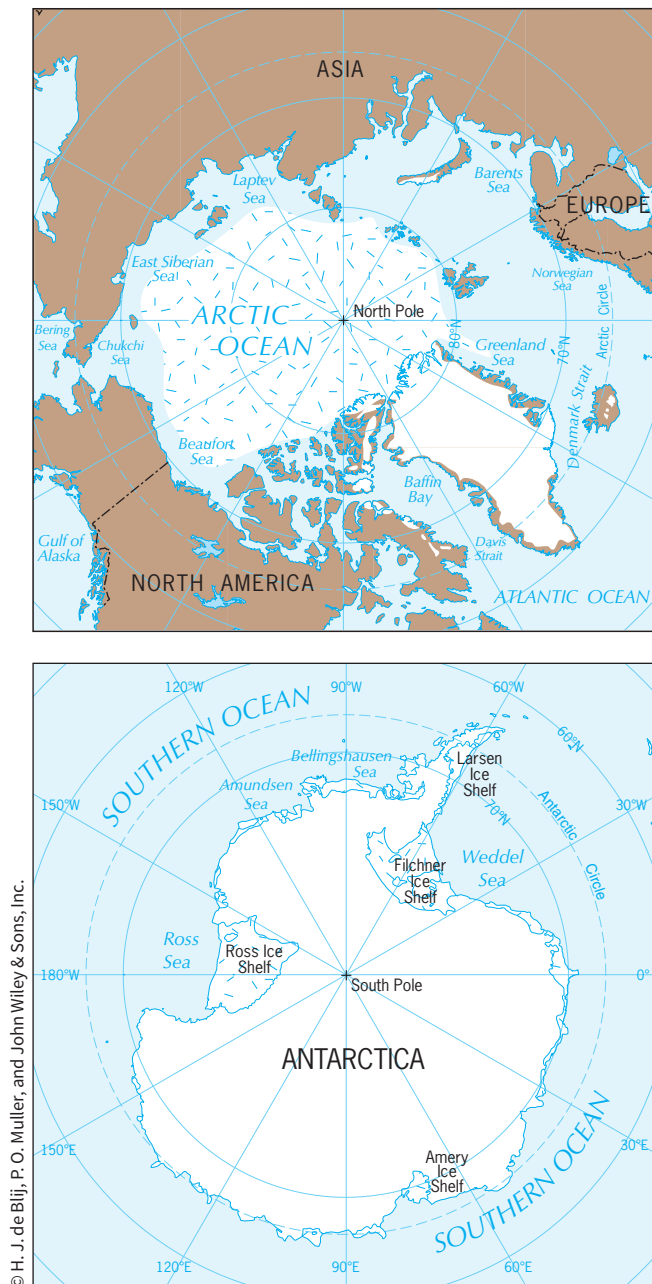 ASIA
Laptev
Sea
Barents
Sea
EUROPE
East Siberian
Sea
Norwegian
Sea
ARCTIC
OCEAN
North Pole
Bering
Sea
Chukchi
Sea
80°N
70°N
Arctic Circle
Greenland
Sea
Denmark Strait
Beaufort
Sea
Baffin
Bay
Gulf of
Alaska
Davis
Strait
NORTH AMERICA
ATLANTIC OCEAN
120°W
90°W
60°W
SOUTHERN OCEAN
60°N
Bellingshausen
Sea
Larsen
Ice
Shelf
Amundsen
Sea
150°W
70°N
Antarctic
Circle
30°W
Filchner
Ice
Shelf
Weddel
Sea
Ross
Sea
Ross Ice
Shelf
180°W
South Pole
0°
ANTARCTICA
150°E
Amery
Ice
Shelf
30°E
SOUTHERN OCEAN
120°E
90°E
60°E
© H. J. de Blij, P. O. Muller, and John Wiley & Sons, Inc.